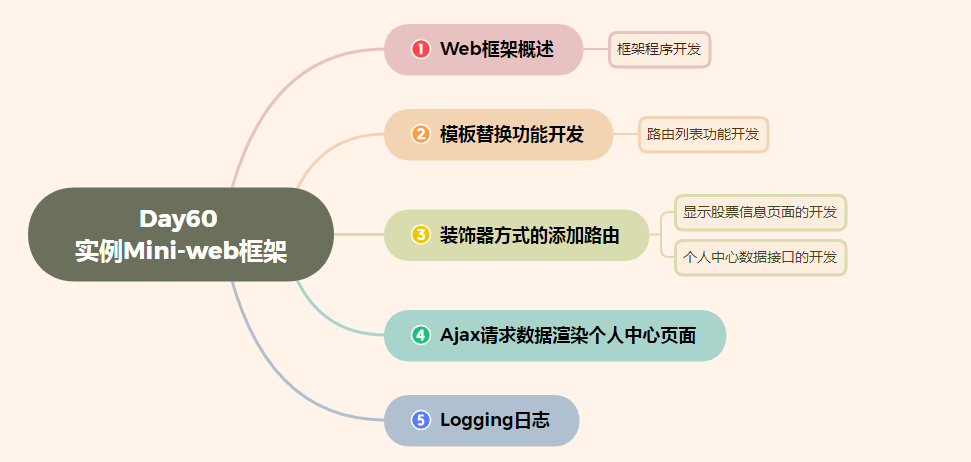 Day60
实例Mini-web框架
1 Web框架概述
框架程序开发
2 模板替换功能开发
路由列表功能开发
3 装饰器方式的添加路由
显示股票信息页面的开发
个人中心数据接口的开发
4 Ajax请求数据渲染个人中心页面
5 Logging日志